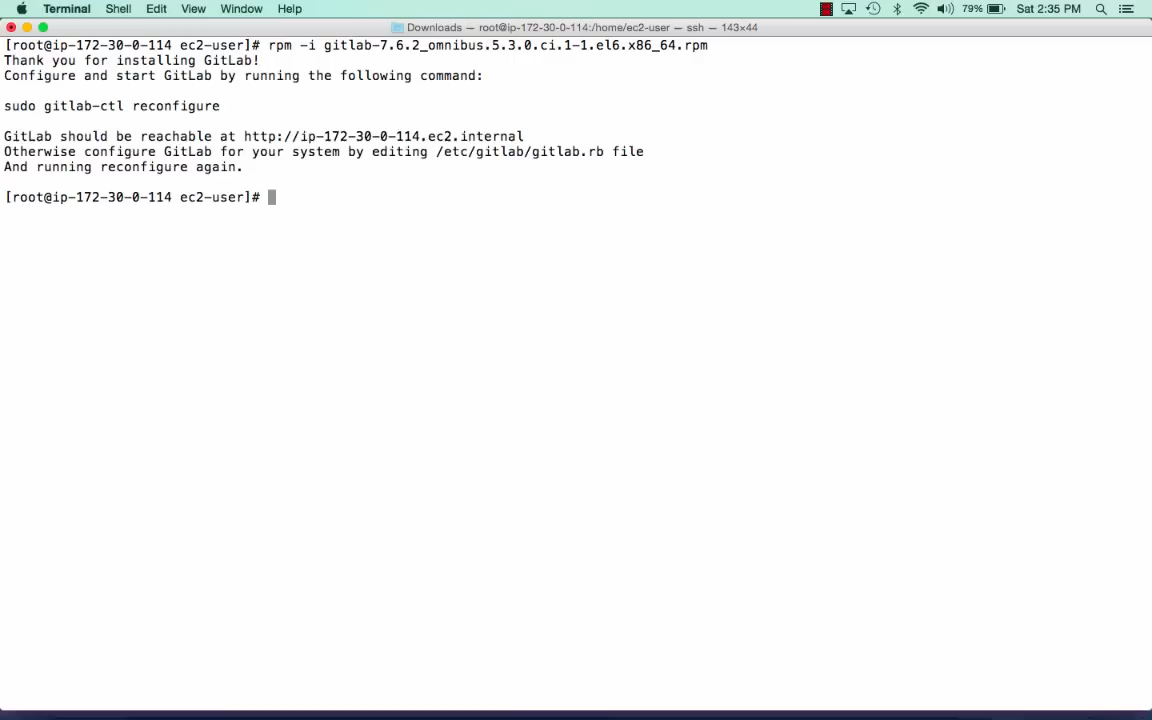 Terminal Shell Edit View Window Help 79% Sat 2:35 PM
Downloads — root@ip-172-30-0-114:/home/ec2-user — ssh — 143x44
[root@ip-172-30-0-114 ec2-user]# rpm -i gitlab-7.6.2_omnibus.5.3.0.ci.1-1.el6.x86_64.rpm
Thank you for installing GitLab!
Configure and start GitLab by running the following command:
sudo gitlab-ctl reconfigure
GitLab should be reachable at http://ip-172-30-0-114.ec2.internal
Otherwise configure GitLab for your system by editing /etc/gitlab/gitlab.rb file
And running reconfigure again.
[root@ip-172-30-0-114 ec2-user]#